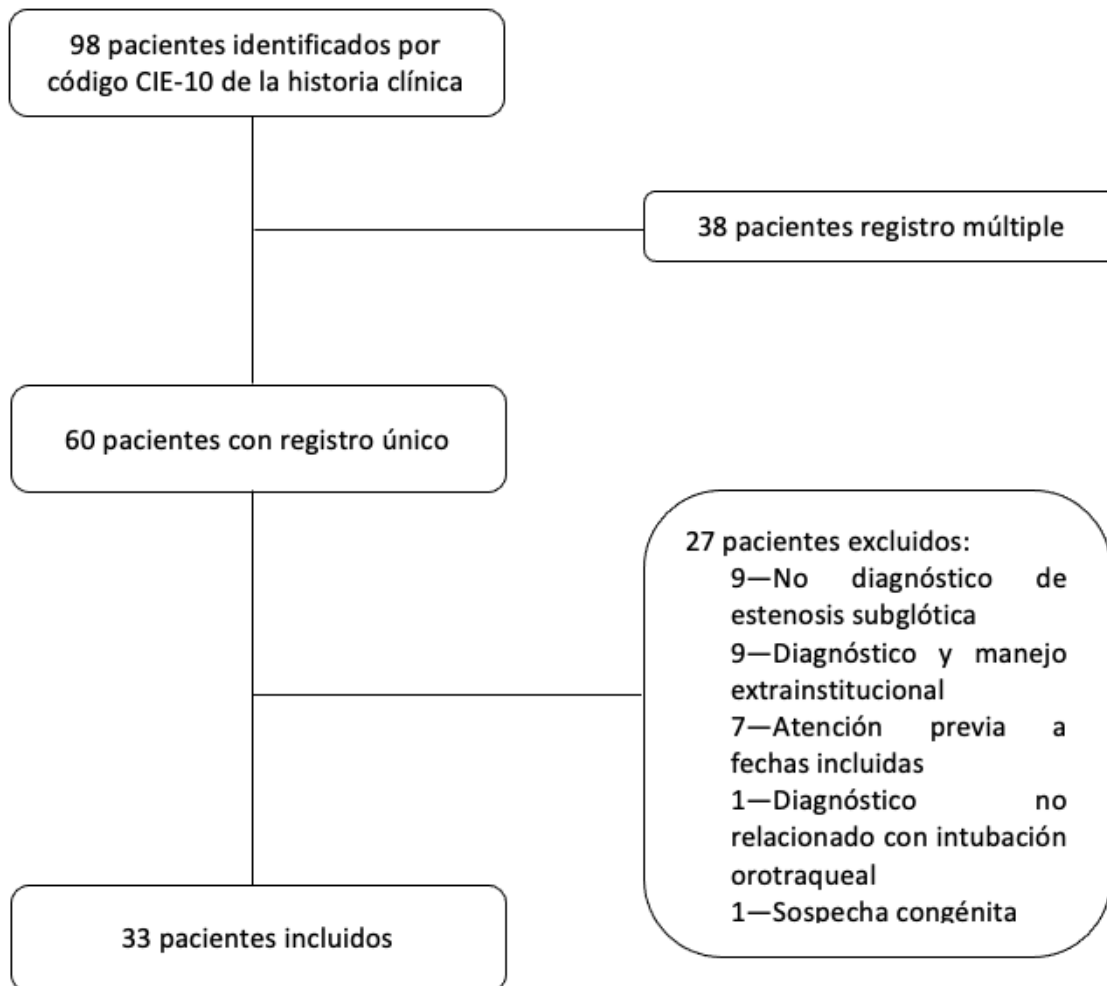 98 pacientes identificados por
código CIE-10 de la historia clínica
38 pacientes registro múltiple
60 pacientes con registro único
27 pacientes excluidos:
9—No diagnóstico de
estenosis subglótica
9—Diagnóstico y manejo
extrainstitucional
7—Atención previa a
fechas incluidas
1—Diagnóstico no
relacionado con intubación
orotraqueal
1—Sospecha congénita
33 pacientes incluidos